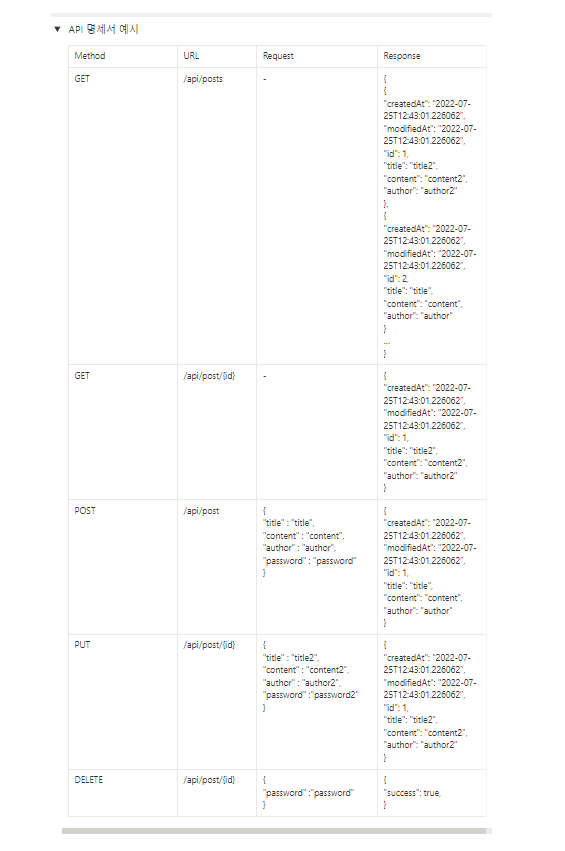 ▼ API 명세서 예시
Method URL Request Response
GET /api/posts - {
{
"createdAt": "2022-07-
25T12:43:01.226062",
"modifiedAt": "2022-07-
25T12:43:01.226062",
"id": 1,
"title": "title2",
"content": "content2",
"author": "author2"
},
{
"createdAt": "2022-07-
25T12:43:01.226062",
"modifiedAt": "2022-07-
25T12:43:01.226062",
"id": 2,
"title": "title",
"content": "content",
"author": "author"
}
...
}
GET /api/post/{id} - {
"createdAt": "2022-07-
25T12:43:01.226062",
"modifiedAt": "2022-07-
25T12:43:01.226062",
"id": 1,
"title": "title2",
"content": "content2",
"author": "author2"
}
POST /api/post
{
"title" : "title",
"content" : "content",
"author" : "author",
"password" : "password"
}
{
"createdAt": "2022-07-
25T12:43:01.226062",
"modifiedAt": "2022-07-
25T12:43:01.226062",
"id": 1,
"title": "title",
"content": "content",
"author": "author"
}
PUT /api/post/{id}
{
"title" : "title2",
"content" : "content2",
"author" : "author2",
"password" :"password2"
}
{
"createdAt": "2022-07-
25T12:43:01.226062",
"modifiedAt": "2022-07-
25T12:43:01.226062",
"id": 1,
"title": "title2",
"content": "content2",
"author": "author2"
}
DELETE /api/post/{id}
{
"password" :"password"
}
{
"success": true,
}